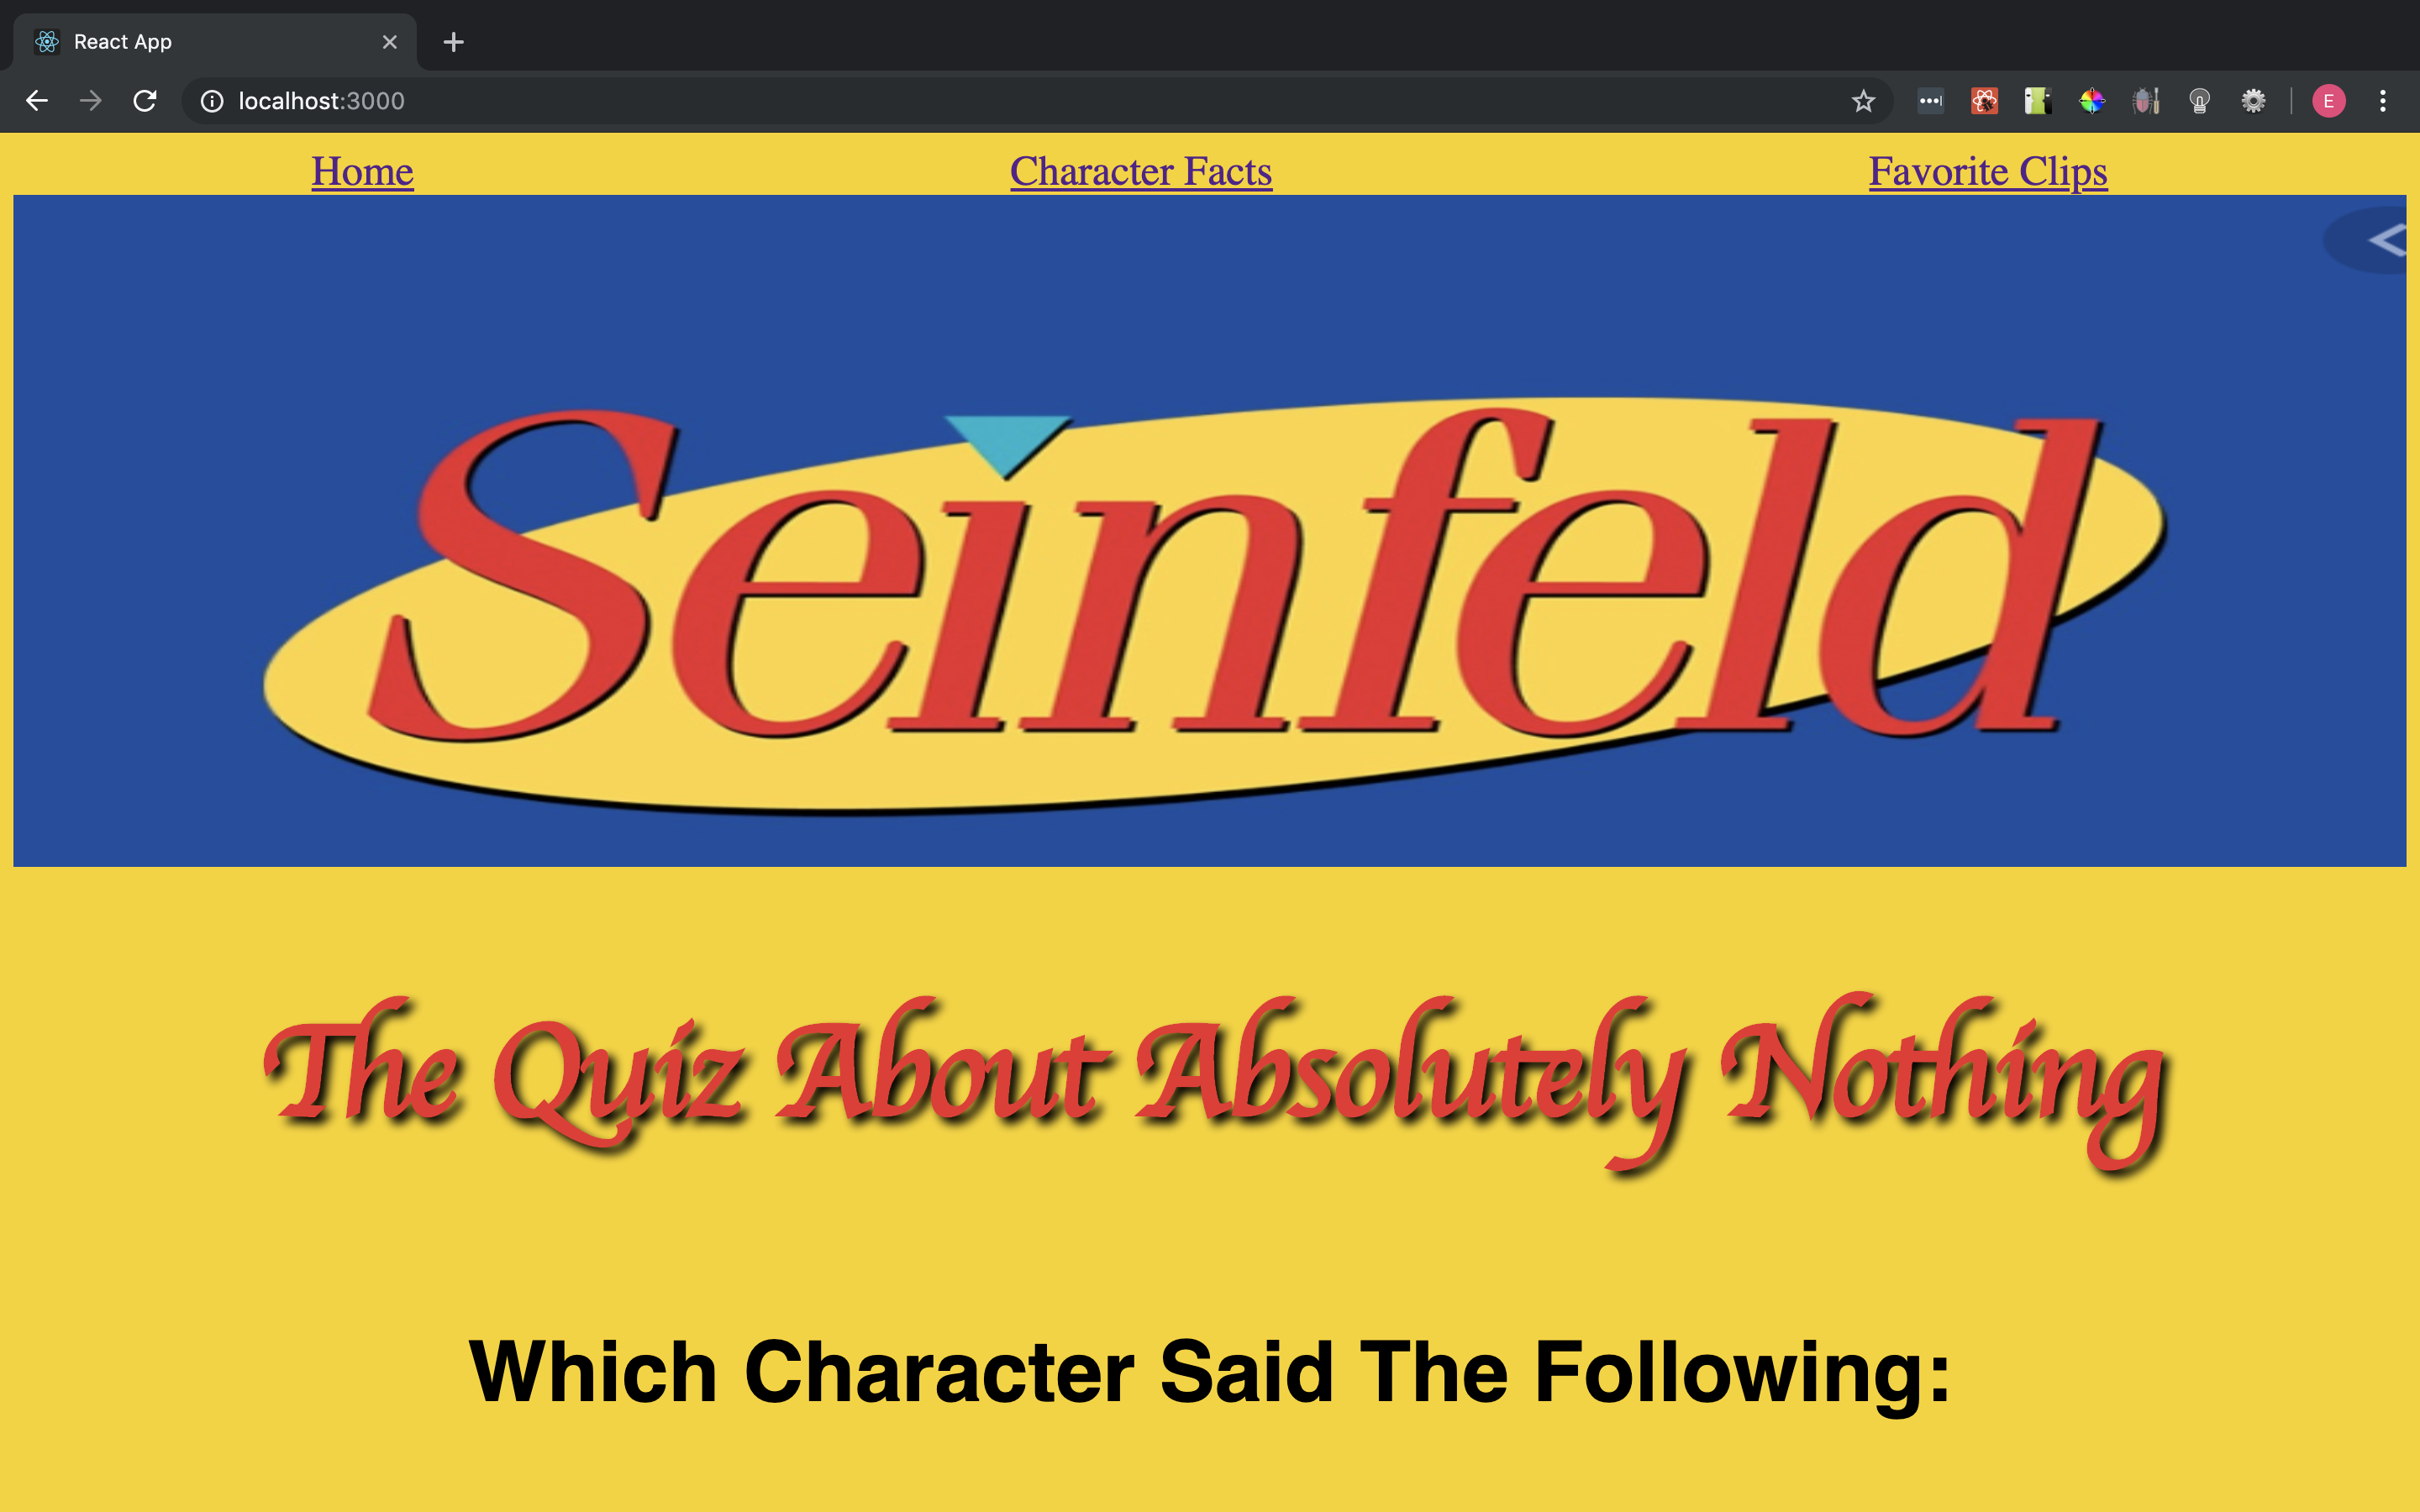 React App
localhost:3000
E
Home Character Facts Favorite Clips
Seinfeld
The Quiz About Absolutely Nothing
Which Character Said The Following: